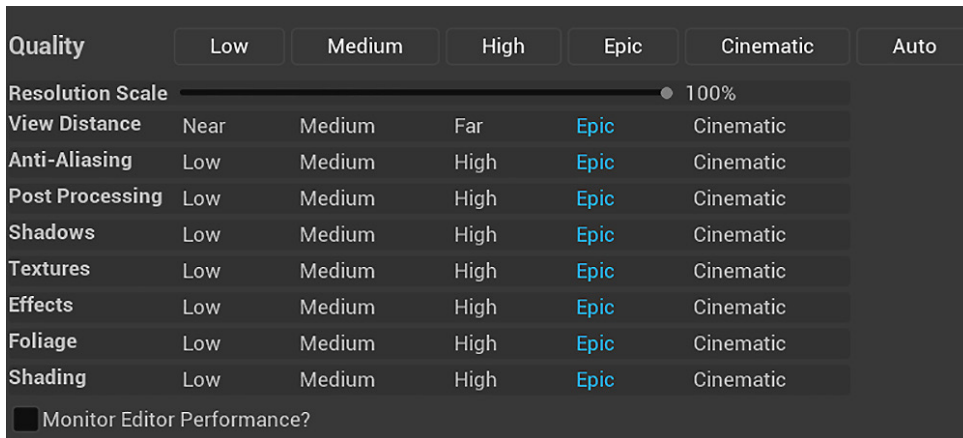 Quality Low Medium High Epic Cinematic Auto
Resolution Scale 100%
View Distance Near Medium Far Epic Cinematic
Anti-Aliasing Low Medium High Epic Cinematic
Post Processing Low Medium High Epic Cinematic
Shadows Low Medium High Epic Cinematic
Textures Low Medium High Epic Cinematic
Effects Low Medium High Epic Cinematic
Foliage Low Medium High Epic Cinematic
Shading Low Medium High Epic Cinematic
Monitor Editor Performance?